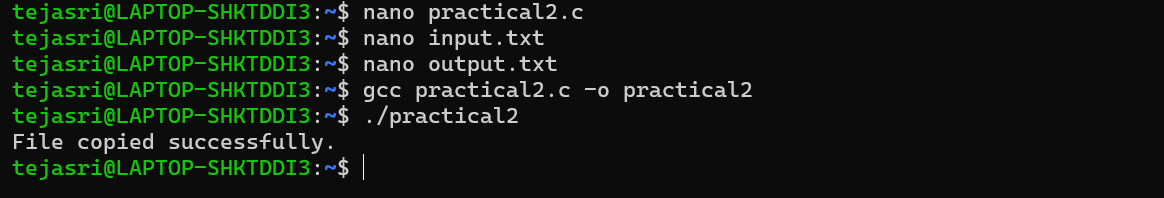 tejasri@LAPTOP-SHKTDDI3:~$ nano practical2.c
tejasri@LAPTOP-SHKTDDI3:~$ nano input.txt
tejasri@LAPTOP-SHKTDDI3:~$ nano output.txt
tejasri@LAPTOP-SHKTDDI3:~$ gcc practical2.c -o practical2
tejasri@LAPTOP-SHKTDDI3:~$ ./practical2
File copied successfully.
tejasri@LAPTOP-SHKTDDI3:~$